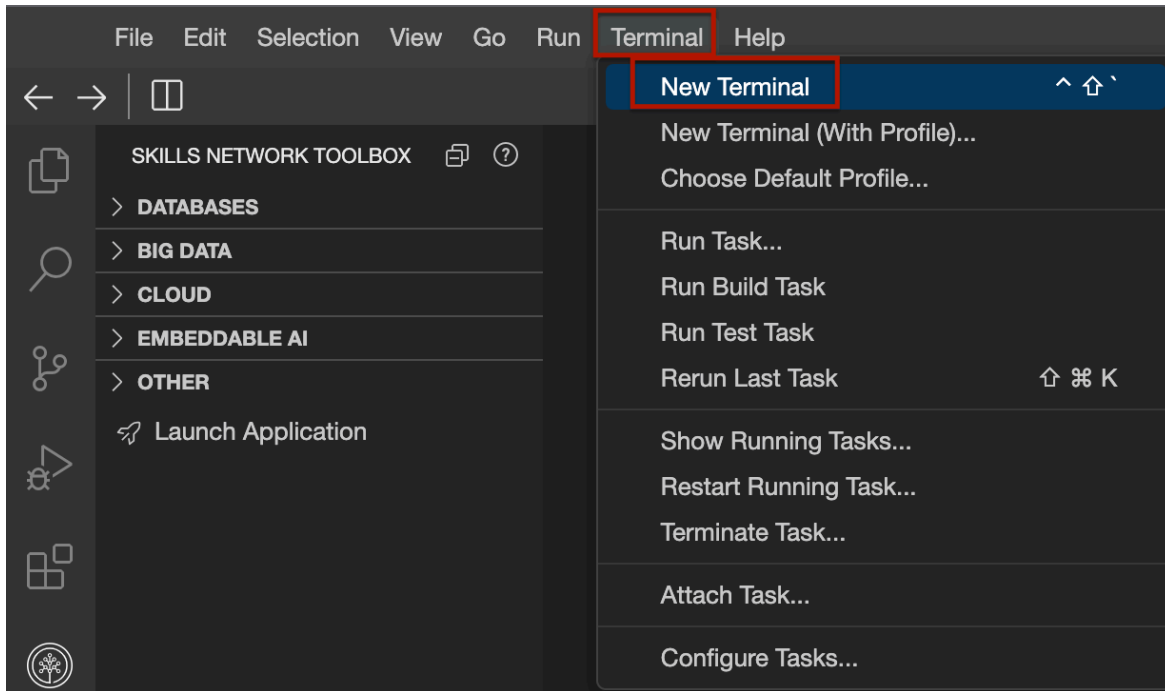 File Edit Selection View Go Run Terminal Help
New Terminal ^ ⇧ `
New Terminal (With Profile)...
SKILLS NETWORK TOOLBOX
Choose Default Profile...
DATABASES
BIG DATA
CLOUD
EMBEDDABLE AI
OTHER
Launch Application
Run Task...
Run Build Task
Run Test Task
Rerun Last Task ⇧ ⌘ K
Show Running Tasks...
Restart Running Task...
Terminate Task...
Attach Task...
Configure Tasks...